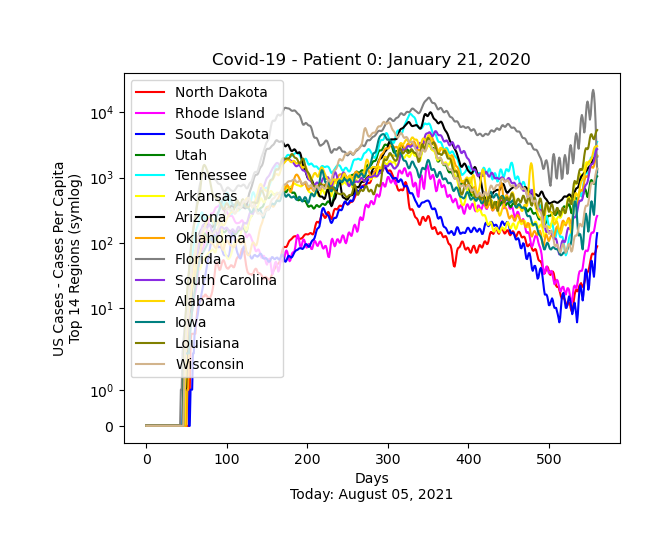 Covid-19 - Patient 0: January 21, 2020
US Cases - Cases Per Capita
Top 14 Regions (symlog)
10⁴
10³
10²
10¹
10⁰
0
North Dakota
Rhode Island
South Dakota
Utah
Tennessee
Arkansas
Arizona
Oklahoma
Florida
South Carolina
Alabama
Iowa
Louisiana
Wisconsin
0 100 200 300 400 500
Days
Today: August 05, 2021